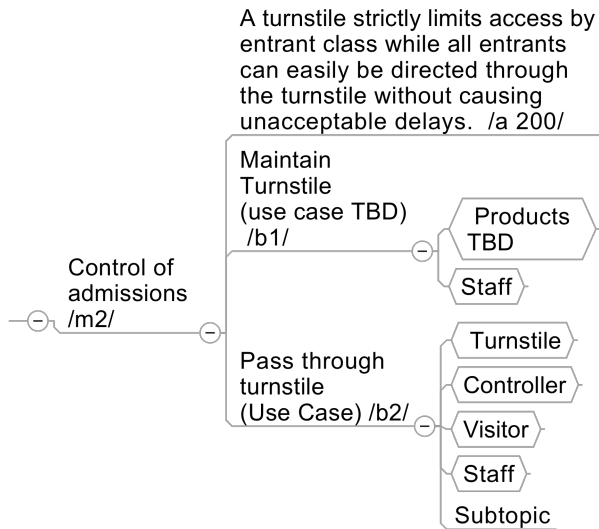 A turnstile strictly limits access by
entrant class while all entrants
can easily be directed through
the turnstile without causing
unacceptable delays.  /a 200/
Maintain
Turnstile
(use case TBD)
/b1/
Products
TBD
Staff
Control of
admissions
/m2/
Pass through
turnstile
(Use Case) /b2/
Turnstile
Controller
Visitor
Staff
Subtopic